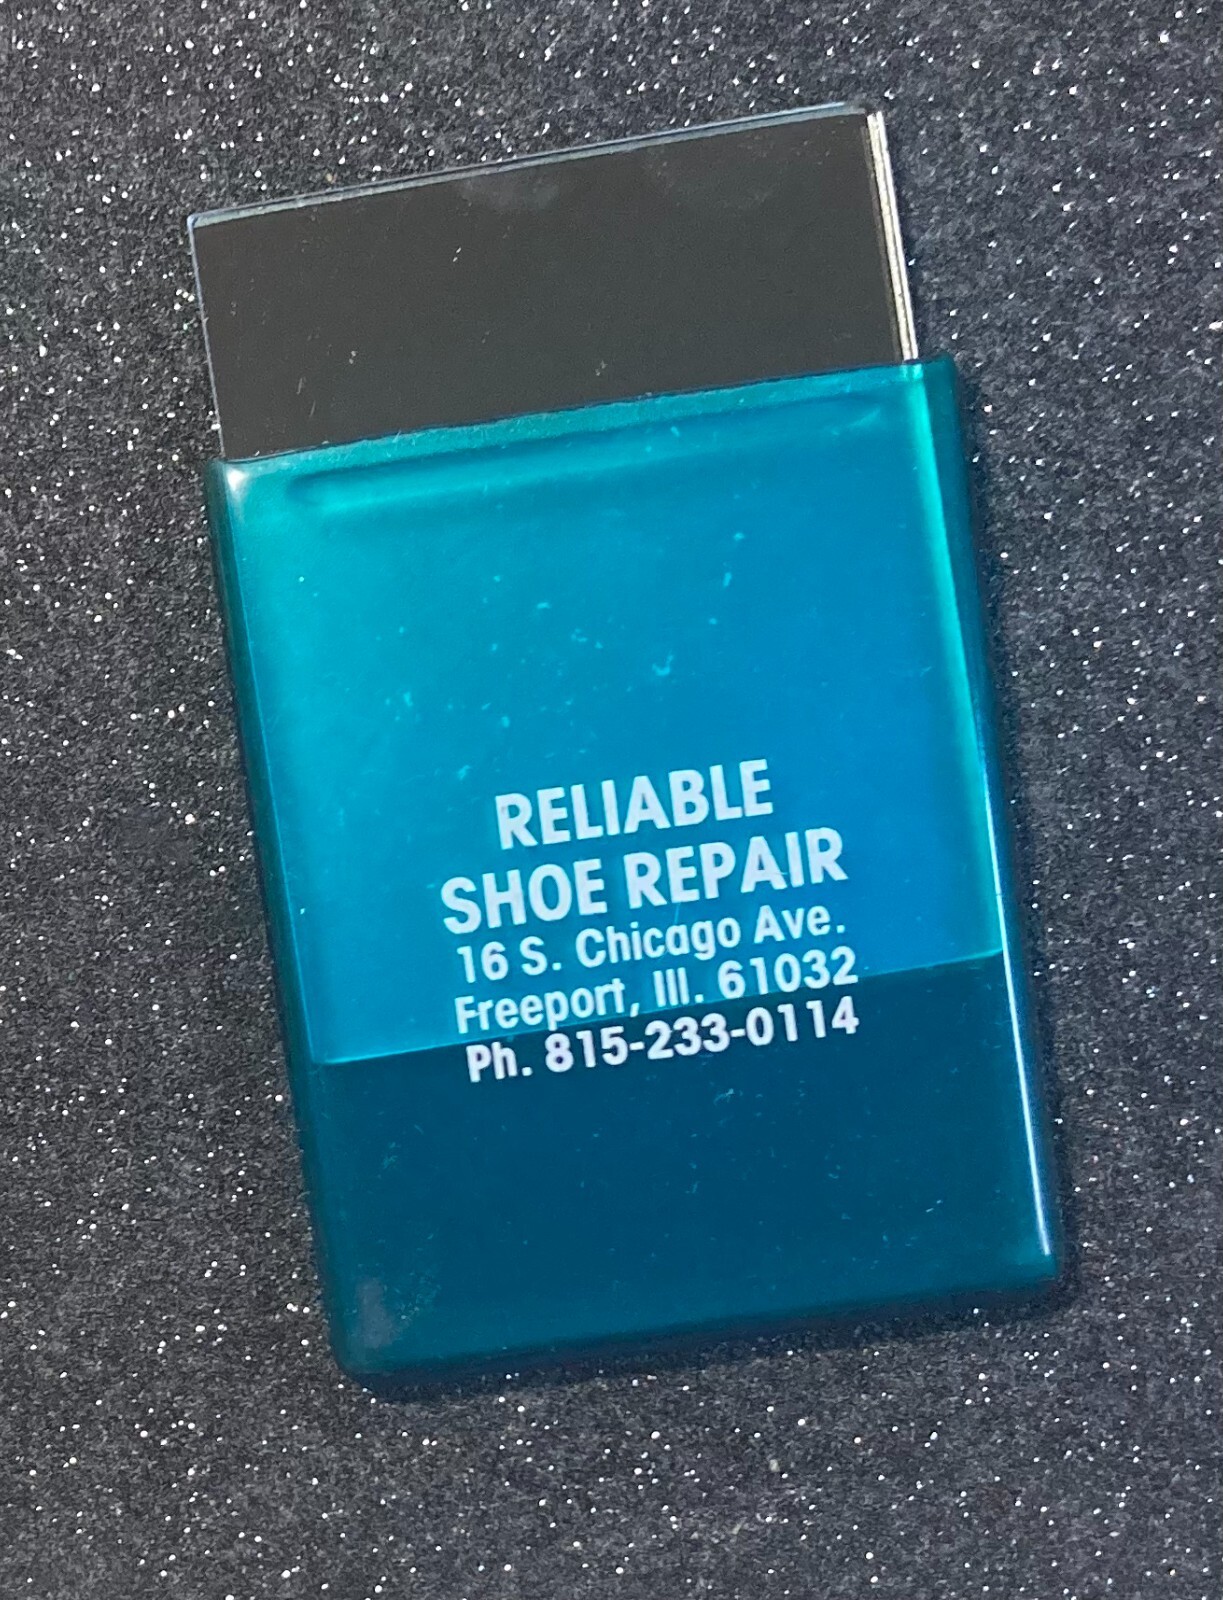 RELIABLE
SHOE REPAIR
16 S. Chicago Ave.
Freeport, Ill. 61032
Ph. 815-233-0114